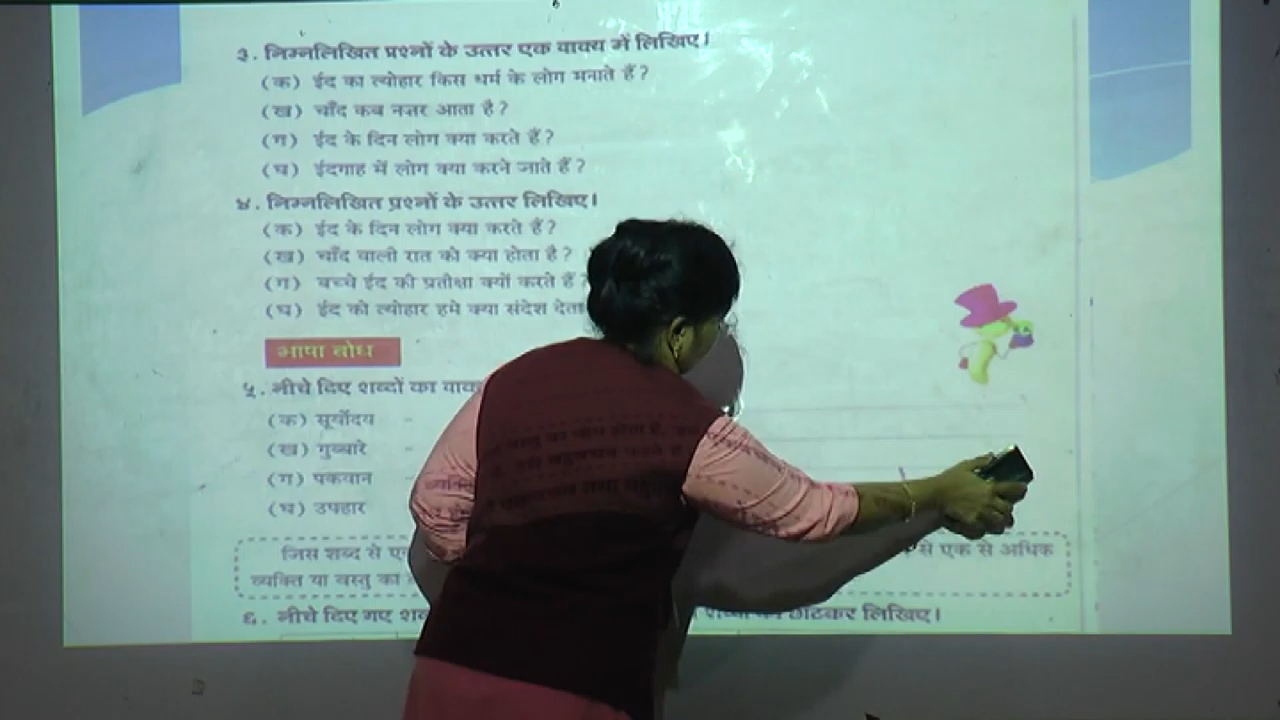 ३. निम्नलिखित प्रश्नों के उत्तर एक वाक्य में लिखिए।
(क) ईद का त्योहार किस धर्म के लोग मनाते हैं?
(ख) चाँद कब नज़र आता है?
(ग) ईद के दिन लोग क्या करते हैं?
(घ) ईदगाह में लोग क्या करने जाते हैं?
४. निम्नलिखित प्रश्नों के उत्तर लिखिए।
(क) ईद के दिन लोग क्या करते हैं?
(ख) चाँद वाली रात को क्या होता है?
(ग) बच्चे ईद की प्रतीक्षा क्यों करते हैं
(घ) ईद को त्योहार हमे क्या संदेश देता
भाषा बोध
५. नीचे दिए शब्दों का
(क) सूर्योदय -
(ख) गुब्बारे -
(ग) पकवान
(घ) उपहार
जिस शब्द से से एक से अधिक
व्यक्ति या वस्तु का
६. नीचे दिए गए छाँटकर लिखिए।